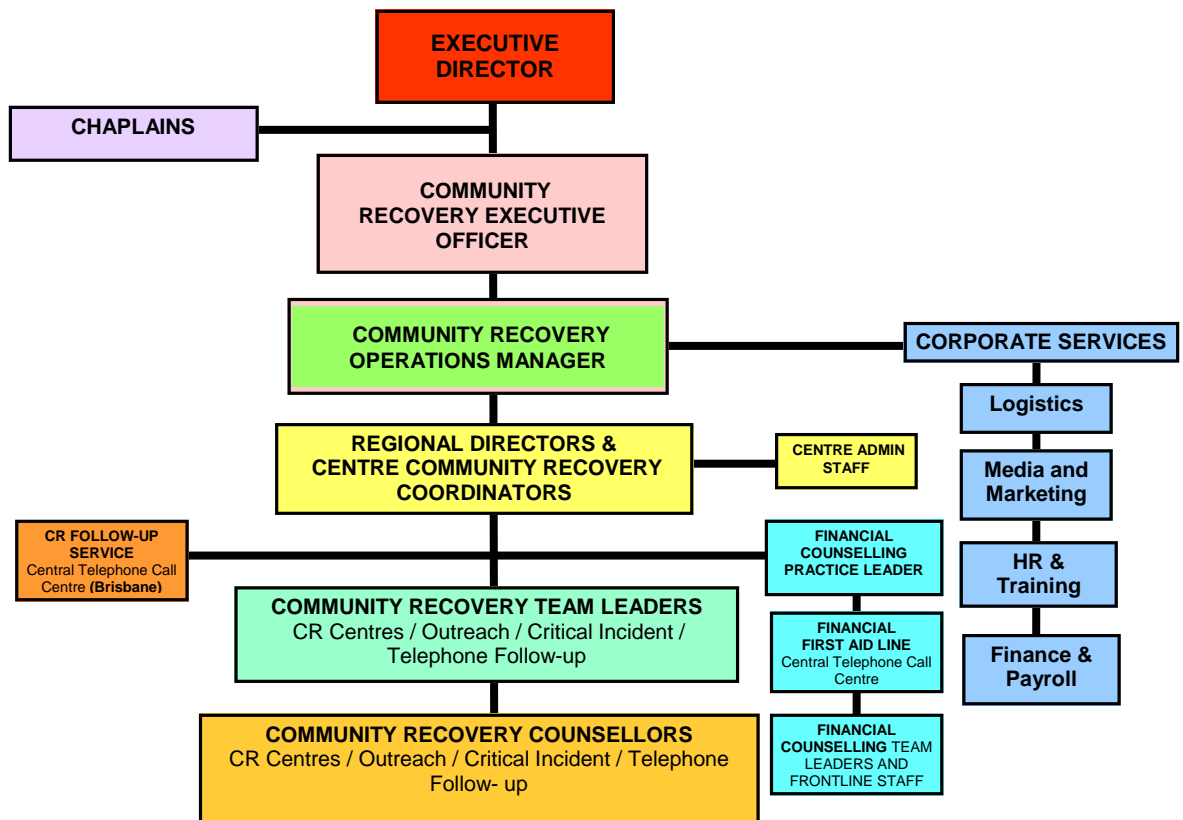 EXECUTIVE
DIRECTOR
CHAPLAINS
COMMUNITY
RECOVERY EXECUTIVE
OFFICER
COMMUNITY RECOVERY
OPERATIONS MANAGER
CORPORATE SERVICES
Logistics
Media and
Marketing
HR &
Training
Finance &
Payroll
REGIONAL DIRECTORS &
CENTRE COMMUNITY RECOVERY
COORDINATORS
CENTRE ADMIN
STAFF
CR FOLLOW-UP
SERVICE
Central Telephone Call
Centre (Brisbane)
FINANCIAL
COUNSELLING
PRACTICE LEADER
COMMUNITY RECOVERY TEAM LEADERS
CR Centres / Outreach / Critical Incident /
Telephone Follow-up
FINANCIAL
FIRST AID LINE
Central Telephone Call
Centre
COMMUNITY RECOVERY COUNSELLORS
CR Centres / Outreach / Critical Incident / Telephone
Follow- up
FINANCIAL
COUNSELLING TEAM
LEADERS AND
FRONTLINE STAFF